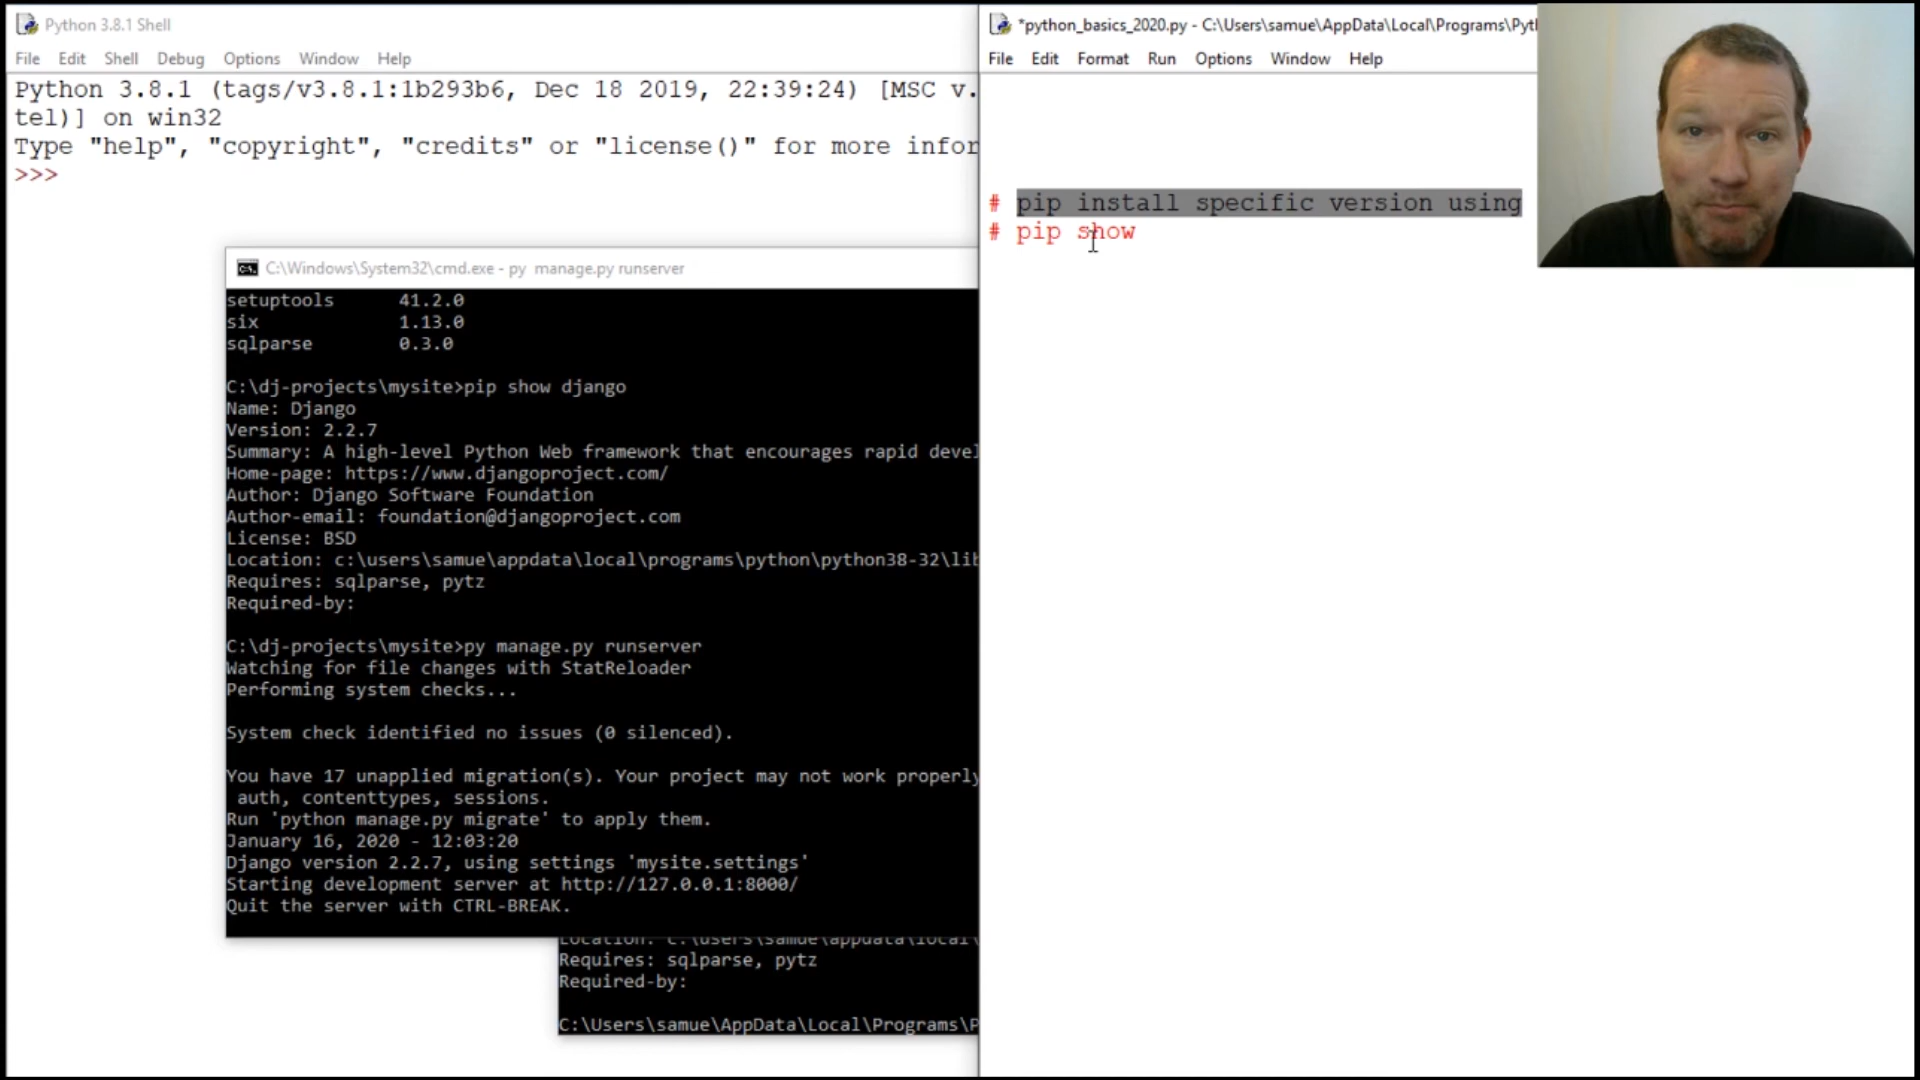 Python 3.8.1 Shell
File Edit Shell Debug Options Window Help
Python 3.8.1 (tags/v3.8.1:1b293b6, Dec 18 2019, 22:39:24) [MSC v.
tel)] on win32
Type "help", "copyright", "credits" or "license()" for more infor
>>>
C:\Windows\System32\cmd.exe - py  manage.py runserver
setuptools      41.2.0
six             1.13.0
sqlparse        0.3.0
C:\dj-projects\mysite>pip show django
Name: Django
Version: 2.2.7
Summary: A high-level Python Web framework that encourages rapid devel
Home-page: https://www.djangoproject.com/
Author: Django Software Foundation
Author-email: foundation@djangoproject.com
License: BSD
Location: c:\users\samue\appdata\local\programs\python\python38-32\lib
Requires: sqlparse, pytz
Required-by:
C:\dj-projects\mysite>py manage.py runserver
Watching for file changes with StatReloader
Performing system checks...
System check identified no issues (0 silenced).
You have 17 unapplied migration(s). Your project may not work properly
auth, contenttypes, sessions.
Run 'python manage.py migrate' to apply them.
January 16, 2020 - 12:03:20
Django version 2.2.7, using settings 'mysite.settings'
Starting development server at http://127.0.0.1:8000/
Quit the server with CTRL-BREAK.
Location: c:\users\samue\appdata\local\
Requires: sqlparse, pytz
Required-by:
C:\Users\samue\AppData\Local\Programs\P
*python_basics_2020.py - C:\Users\samue\AppData\Local\Programs\Pyth
File Edit Format Run Options Window Help
# pip install specific version using
# pip show